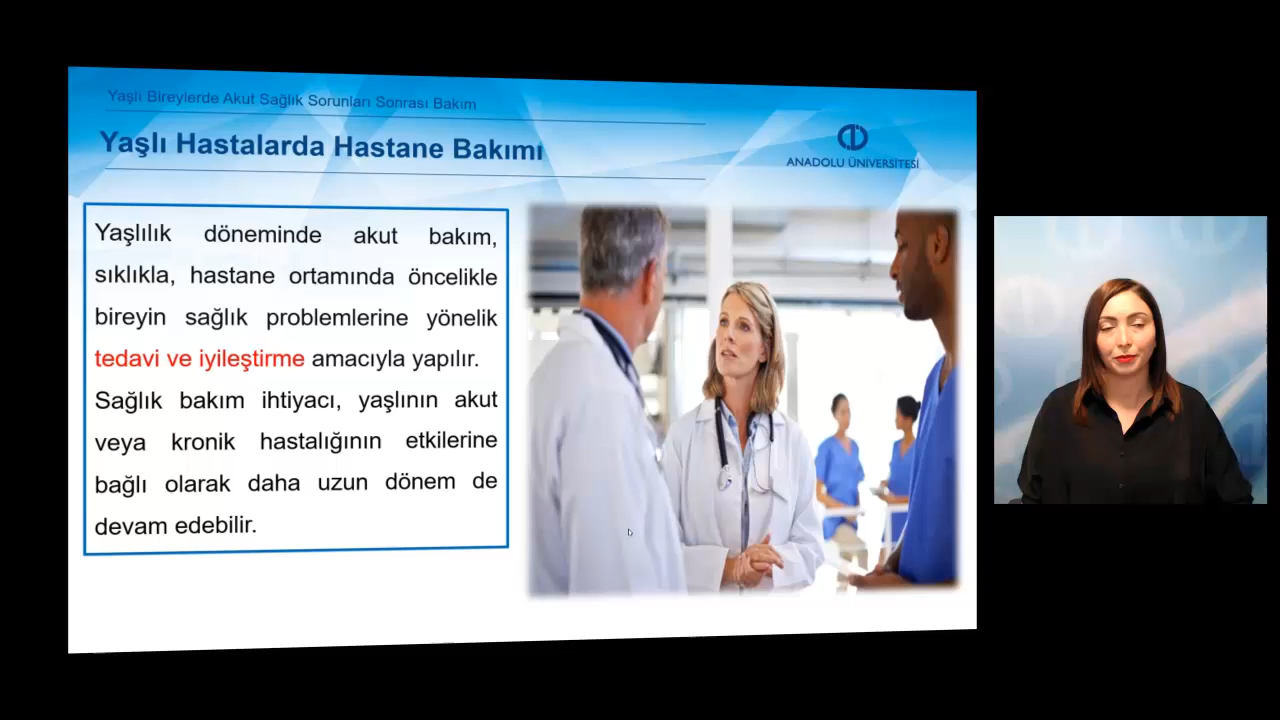 Yaşlı Bireylerde Akut Sağlık Sorunları Sonrası Bakım
Yaşlı Hastalarda Hastane Bakımı
ANADOLU ÜNİVERSİTESİ
Yaşlılık döneminde akut bakım,
sıklıkla, hastane ortamında öncelikle
bireyin sağlık problemlerine yönelik
tedavi ve iyileştirme amacıyla yapılır.
Sağlık bakım ihtiyacı, yaşlının akut
veya kronik hastalığının etkilerine
bağlı olarak daha uzun dönem de
devam edebilir.